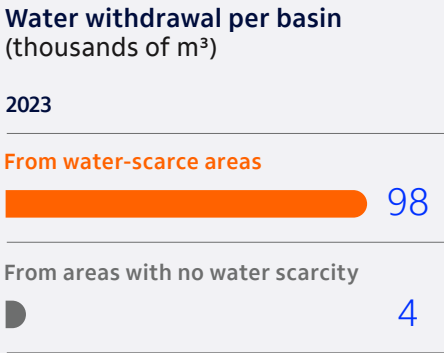 Water withdrawal per basin
(thousands of m³)
2023
From water-scarce areas
98
From areas with no water scarcity
4